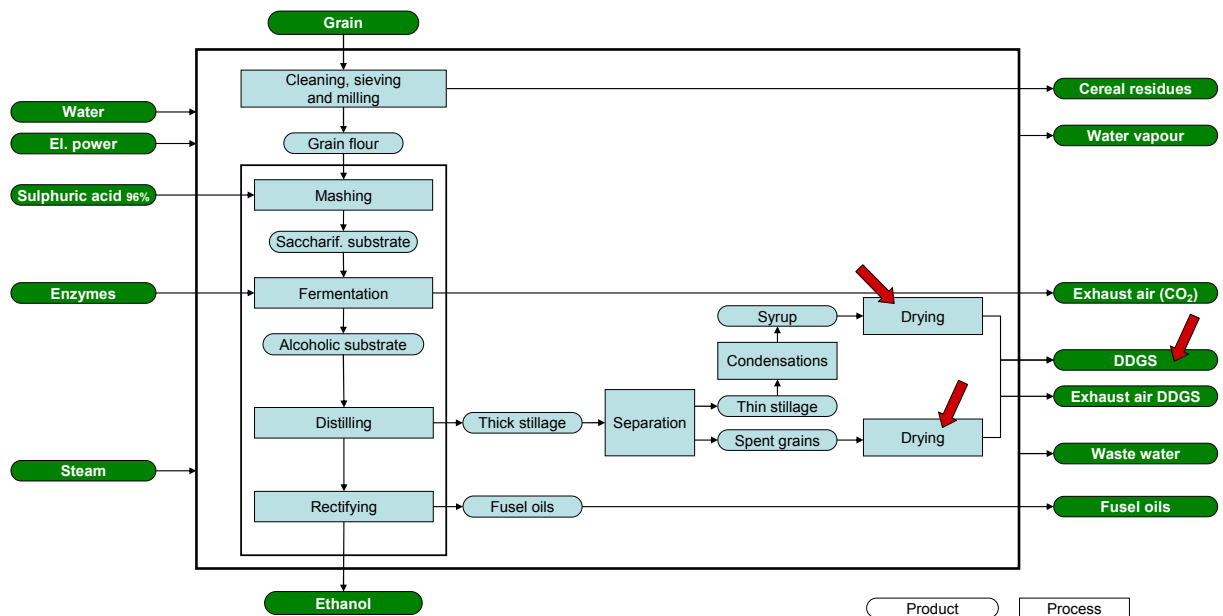 Grain
Cleaning, sieving
and milling
Cereal residues
Water
Water vapour
El. power
Grain flour
Sulphuric acid 96%
Mashing
Saccharif. substrate
Enzymes
Fermentation
Exhaust air (CO₂)
Syrup
Drying
Alcoholic substrate
Condensations
DDGS
Exhaust air DDGS
Thin stillage
Distilling
Thick stillage
Separation
Spent grains
Drying
Waste water
Steam
Rectifying
Fusel oils
Fusel oils
Ethanol
Product
Process